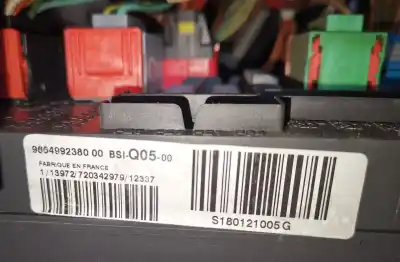 9664992380 00 BSI-Q05-00
FABRIQUE EN FRANCE
1/13972/720342979/12337
S180121005G